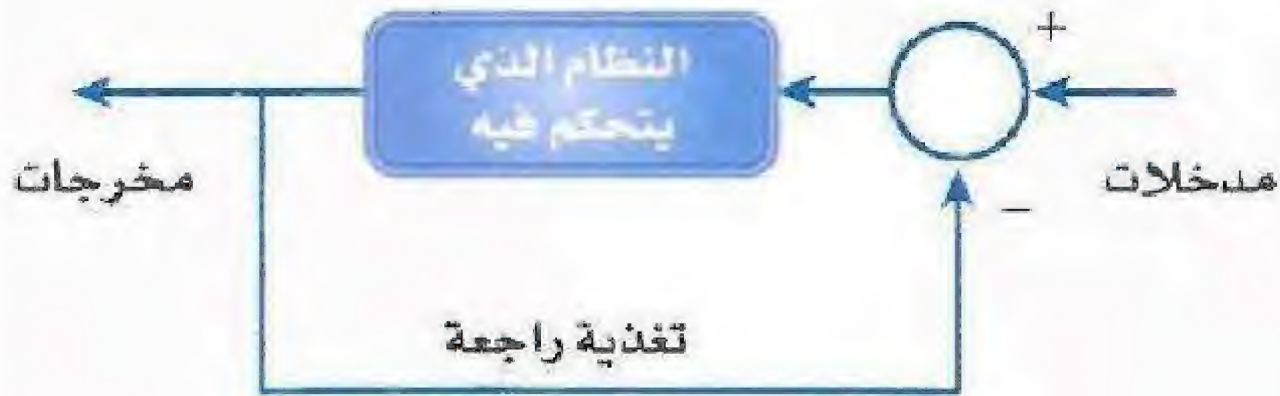 +
النظام الذي
يتحكم فيه
مدخلات
مخرجات
−
تغذية راجعة